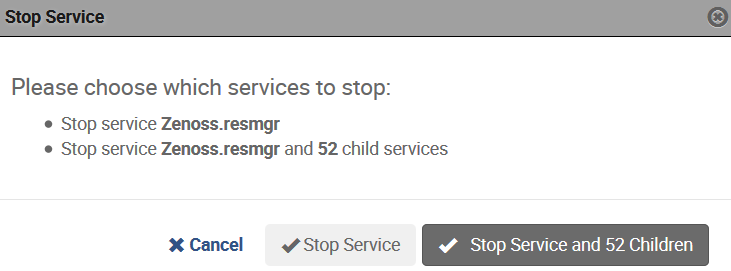 Stop Service
Please choose which services to stop:
Stop service Zenoss.resmgr
Stop service Zenoss.resmgr and 52 child services
Cancel Stop Service Stop Service and 52 Children